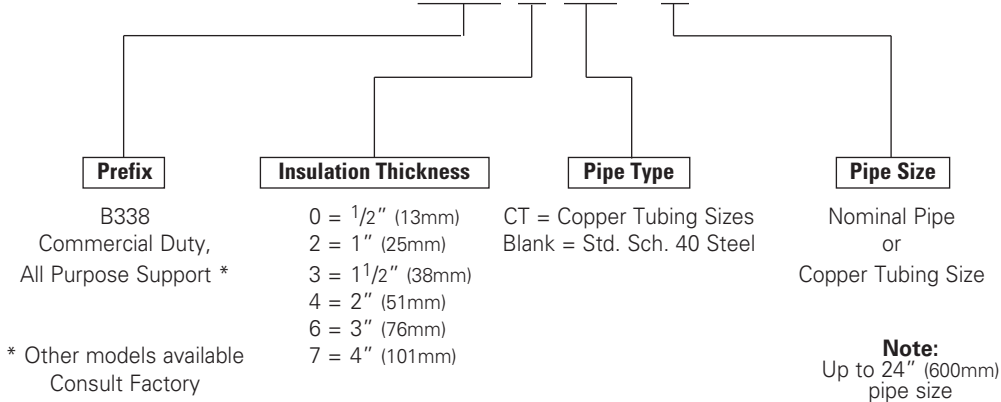 Prefix
Insulation Thickness
Pipe Type
Pipe Size
B338
Commercial Duty,
All Purpose Support *
* Other models available
Consult Factory
0 = 1/2" (13mm)
2 = 1" (25mm)
3 = 11/2" (38mm)
4 = 2" (51mm)
6 = 3" (76mm)
7 = 4" (101mm)
CT = Copper Tubing Sizes
Blank = Std. Sch. 40 Steel
Nominal Pipe
or
Copper Tubing Size
Note:
Up to 24" (600mm)
pipe size